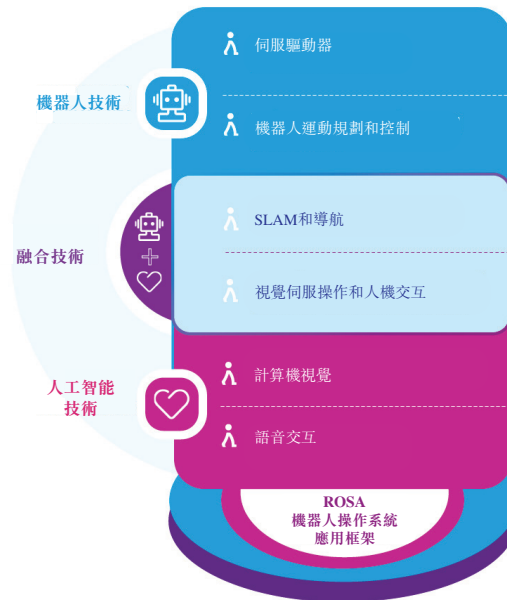 伺服驅動器
機器人技術
機器人運動規劃和控制
SLAM和導航
融合技術
視覺伺服操作和人機交互
計算機視覺
人工智能
技術
語音交互
ROSA
機器人操作系統
應用框架